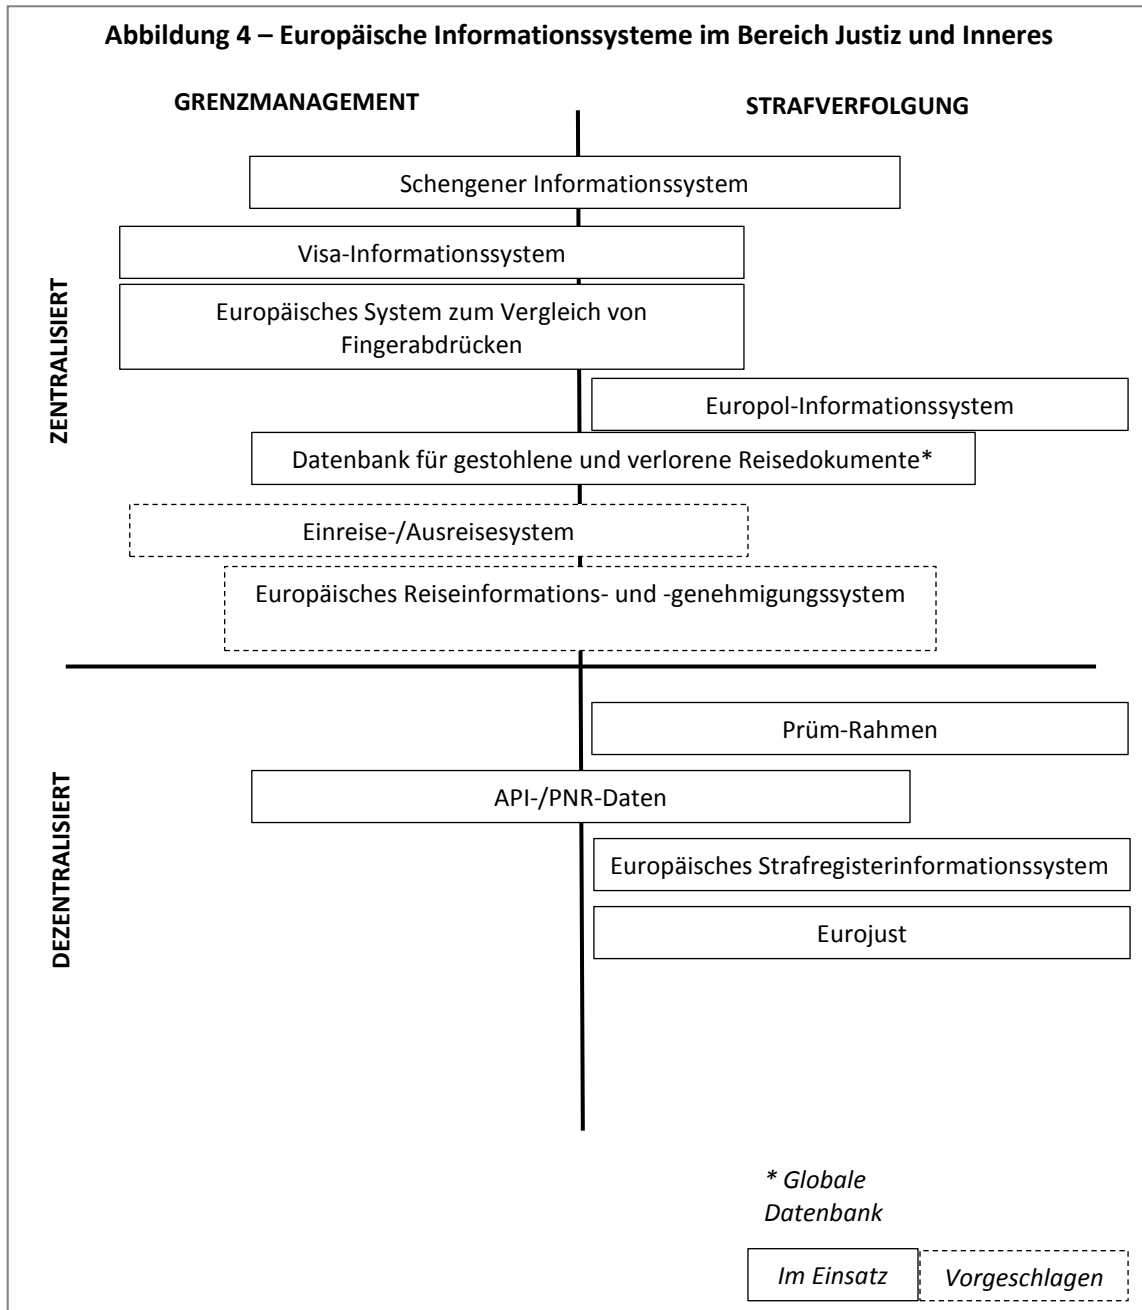 Abbildung 4 – Europäische Informationssysteme im Bereich Justiz und Inneres
GRENZMANAGEMENT
STRAFVERFOLGUNG
ZENTRALISIERT
Schengener Informationssystem
Visa-Informationssystem
Europäisches System zum Vergleich von
Fingerabdrücken
Europol-Informationssystem
Datenbank für gestohlene und verlorene Reisedokumente*
Einreise-/Ausreisesystem
Europäisches Reiseinformations- und -genehmigungssystem
DEZENTRALISIERT
Prüm-Rahmen
API-/PNR-Daten
Europäisches Strafregisterinformationssystem
Eurojust
* Globale
Datenbank
Im Einsatz
Vorgeschlagen